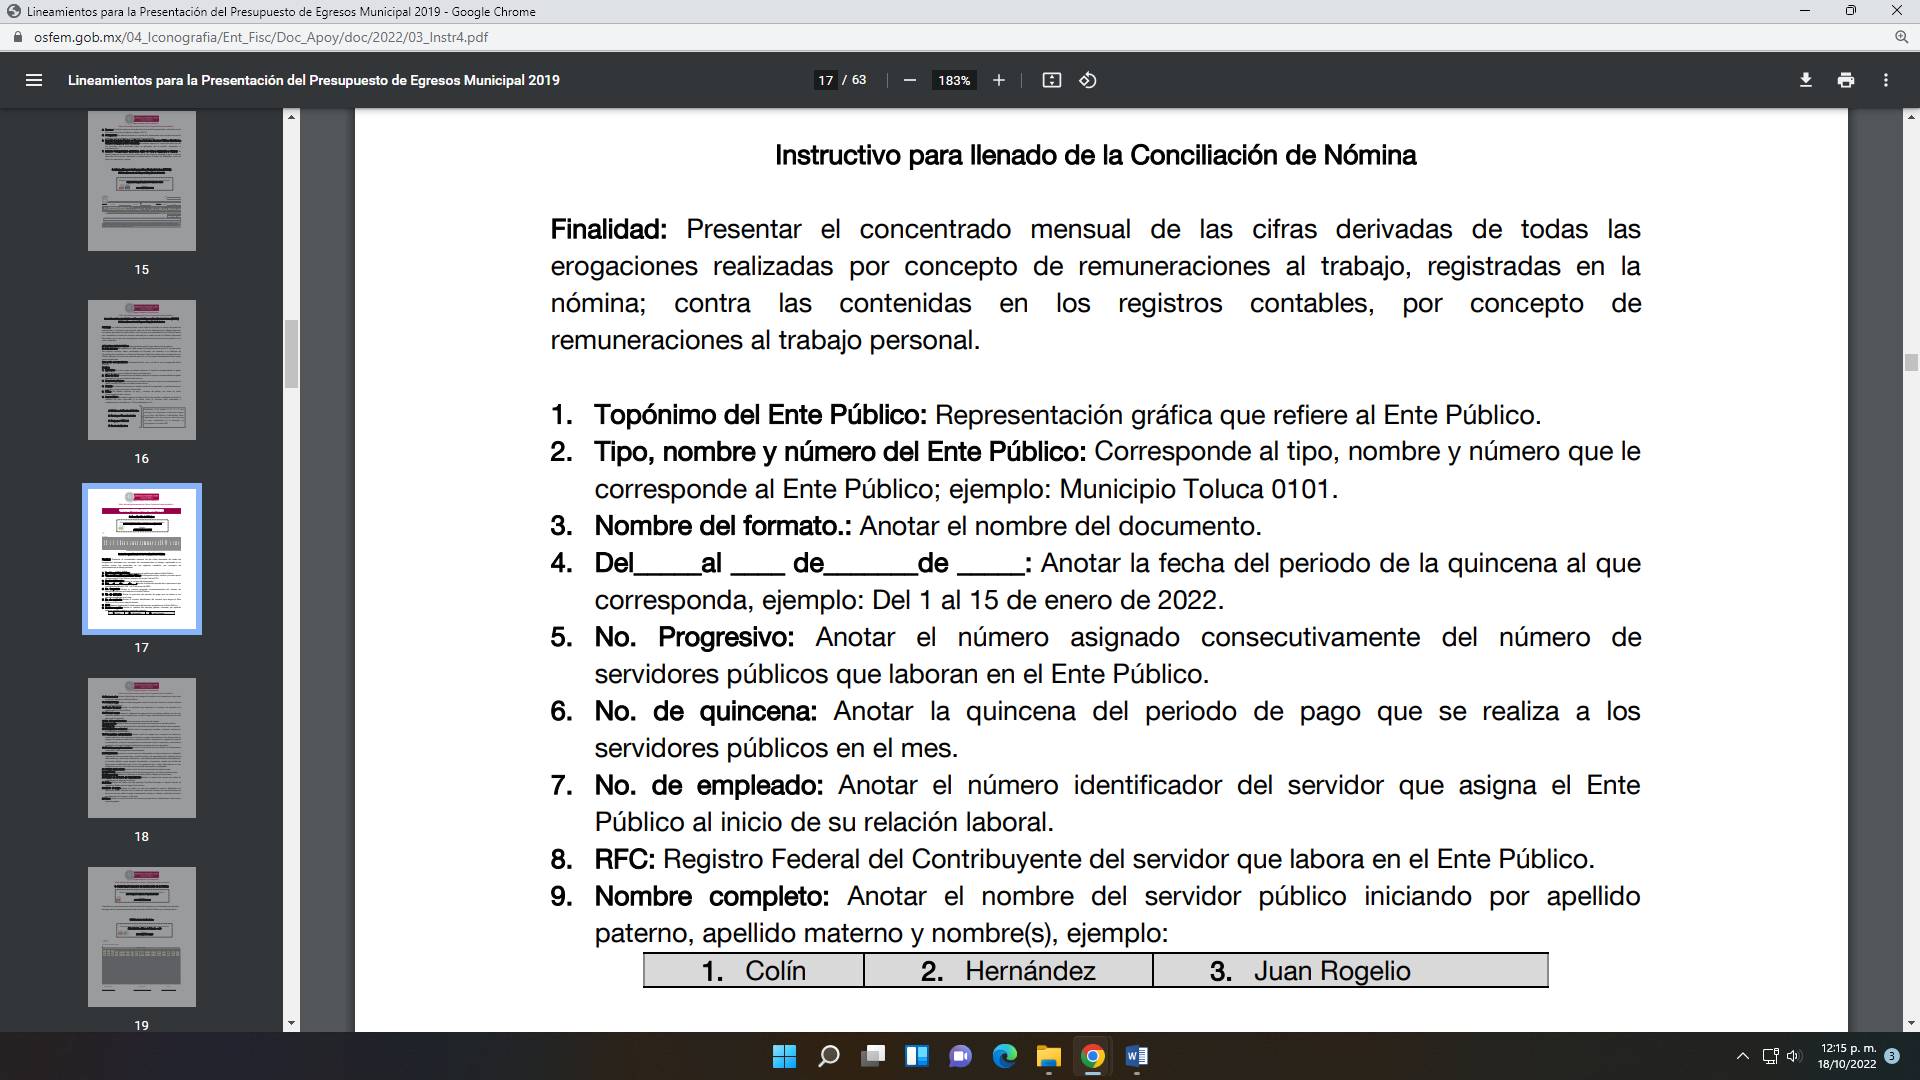 Lineamientos para la Presentación del Presupuesto de Egresos Municipal 2019 - Google Chrome
osfem.gob.mx/04_Iconografia/Ent_Fisc/Doc_Apoy/doc/2022/03_Instr4.pdf
Lineamientos para la Presentación del Presupuesto de Egresos Municipal 2019
17 / 63
183%
15
16
17
18
19
Instructivo para llenado de la Conciliación de Nómina
Finalidad: Presentar el concentrado mensual de las cifras derivadas de todas las
erogaciones realizadas por concepto de remuneraciones al trabajo, registradas en la
nómina; contra las contenidas en los registros contables, por concepto de
remuneraciones al trabajo personal.
1. Topónimo del Ente Público: Representación gráfica que refiere al Ente Público.
2. Tipo, nombre y número del Ente Público: Corresponde al tipo, nombre y número que le
corresponde al Ente Público; ejemplo: Municipio Toluca 0101.
3. Nombre del formato.: Anotar el nombre del documento.
4. Del_____al ____ de_______de _____: Anotar la fecha del periodo de la quincena al que
corresponda, ejemplo: Del 1 al 15 de enero de 2022.
5. No. Progresivo: Anotar el número asignado consecutivamente del número de
servidores públicos que laboran en el Ente Público.
6. No. de quincena: Anotar la quincena del periodo de pago que se realiza a los
servidores públicos en el mes.
7. No. de empleado: Anotar el número identificador del servidor que asigna el Ente
Público al inicio de su relación laboral.
8. RFC: Registro Federal del Contribuyente del servidor que labora en el Ente Público.
9. Nombre completo: Anotar el nombre del servidor público iniciando por apellido
paterno, apellido materno y nombre(s), ejemplo:
1. Colín 2. Hernández 3. Juan Rogelio
12:15 p. m.
18/10/2022
3